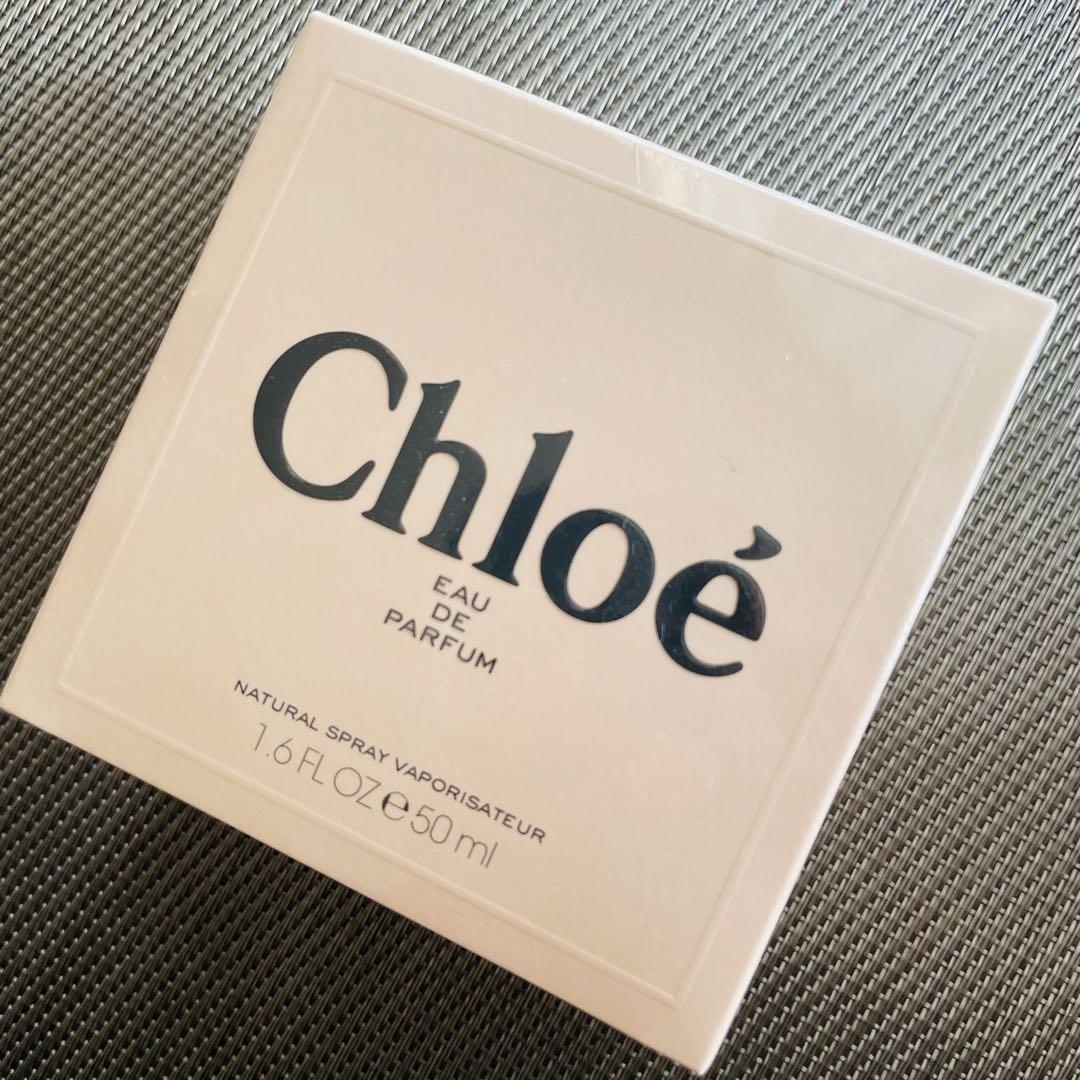 Chloé
EAU
DE
PARFUM
NATURAL SPRAY VAPORISATEUR
1.6 FL OZ ℮ 50 ml